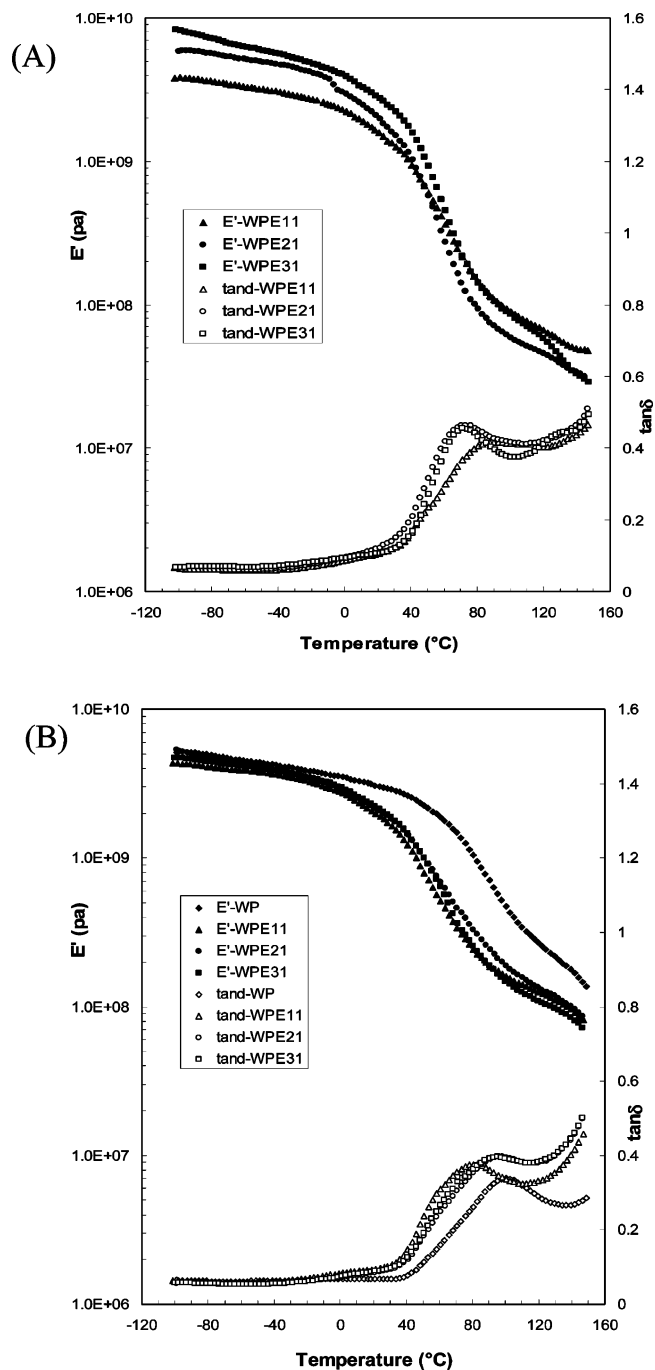 (A)
1.0E+10
1.0E+09
1.0E+08
1.0E+07
1.0E+06
E' (pa)
E'-WPE11
E'-WPE21
E'-WPE31
tand-WPE11
tand-WPE21
tand-WPE31
1.6
1.4
1.2
1
0.8
0.6
0.4
0.2
0
tanδ
-120 -80 -40 0 40 80 120 160
Temperature (°C)
(B)
1.0E+10
1.0E+09
1.0E+08
1.0E+07
1.0E+06
E' (pa)
E'-WP
E'-WPE11
E'-WPE21
E'-WPE31
tand-WP
tand-WPE11
tand-WPE21
tand-WPE31
1.6
1.4
1.2
1
0.8
0.6
0.4
0.2
0
tanδ
-120 -80 -40 0 40 80 120 160
Temperature (°C)